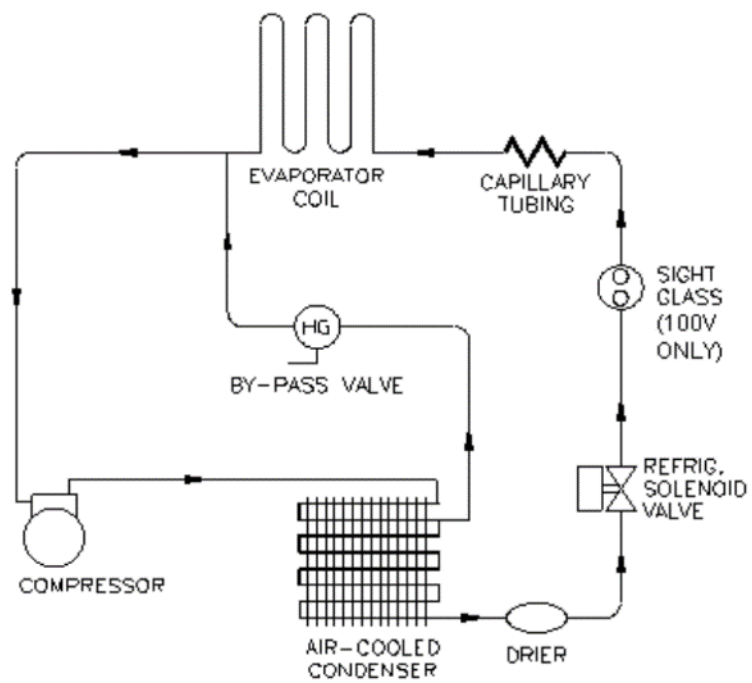 EVAPORATOR
COIL
CAPILLARY
TUBING
SIGHT
GLASS
(100V
ONLY)
HG
BY-PASS VALVE
REFRIG.
SOLENOID
VALVE
COMPRESSOR
AIR-COOLED
CONDENSER
DRIER